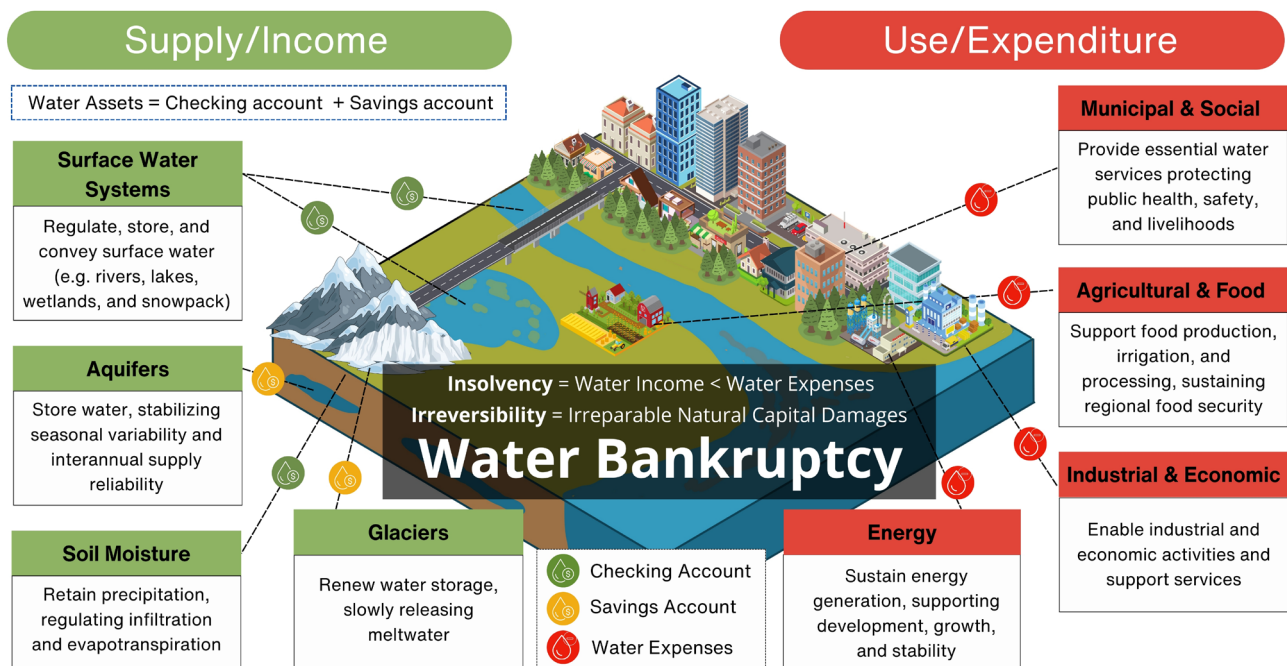 Supply/Income
Use/Expenditure
Water Assets = Checking account + Savings account
Surface Water
Systems
Regulate, store, and
convey surface water
(e.g. rivers, lakes,
wetlands, and snowpack)
Aquifers
Store water, stabilizing
seasonal variability and
interannual supply
reliability
Soil Moisture
Retain precipitation,
regulating infiltration
and evapotranspiration
Glaciers
Renew water storage,
slowly releasing
meltwater
Insolvency = Water Income < Water Expenses
Irreversibility = Irreparable Natural Capital Damages
Water Bankruptcy
Checking Account
Savings Account
Water Expenses
Municipal & Social
Provide essential water
services protecting
public health, safety,
and livelihoods
Agricultural & Food
Support food production,
irrigation, and
processing, sustaining
regional food security
Industrial & Economic
Enable industrial and
economic activities and
support services
Energy
Sustain energy
generation, supporting
development, growth,
and stability